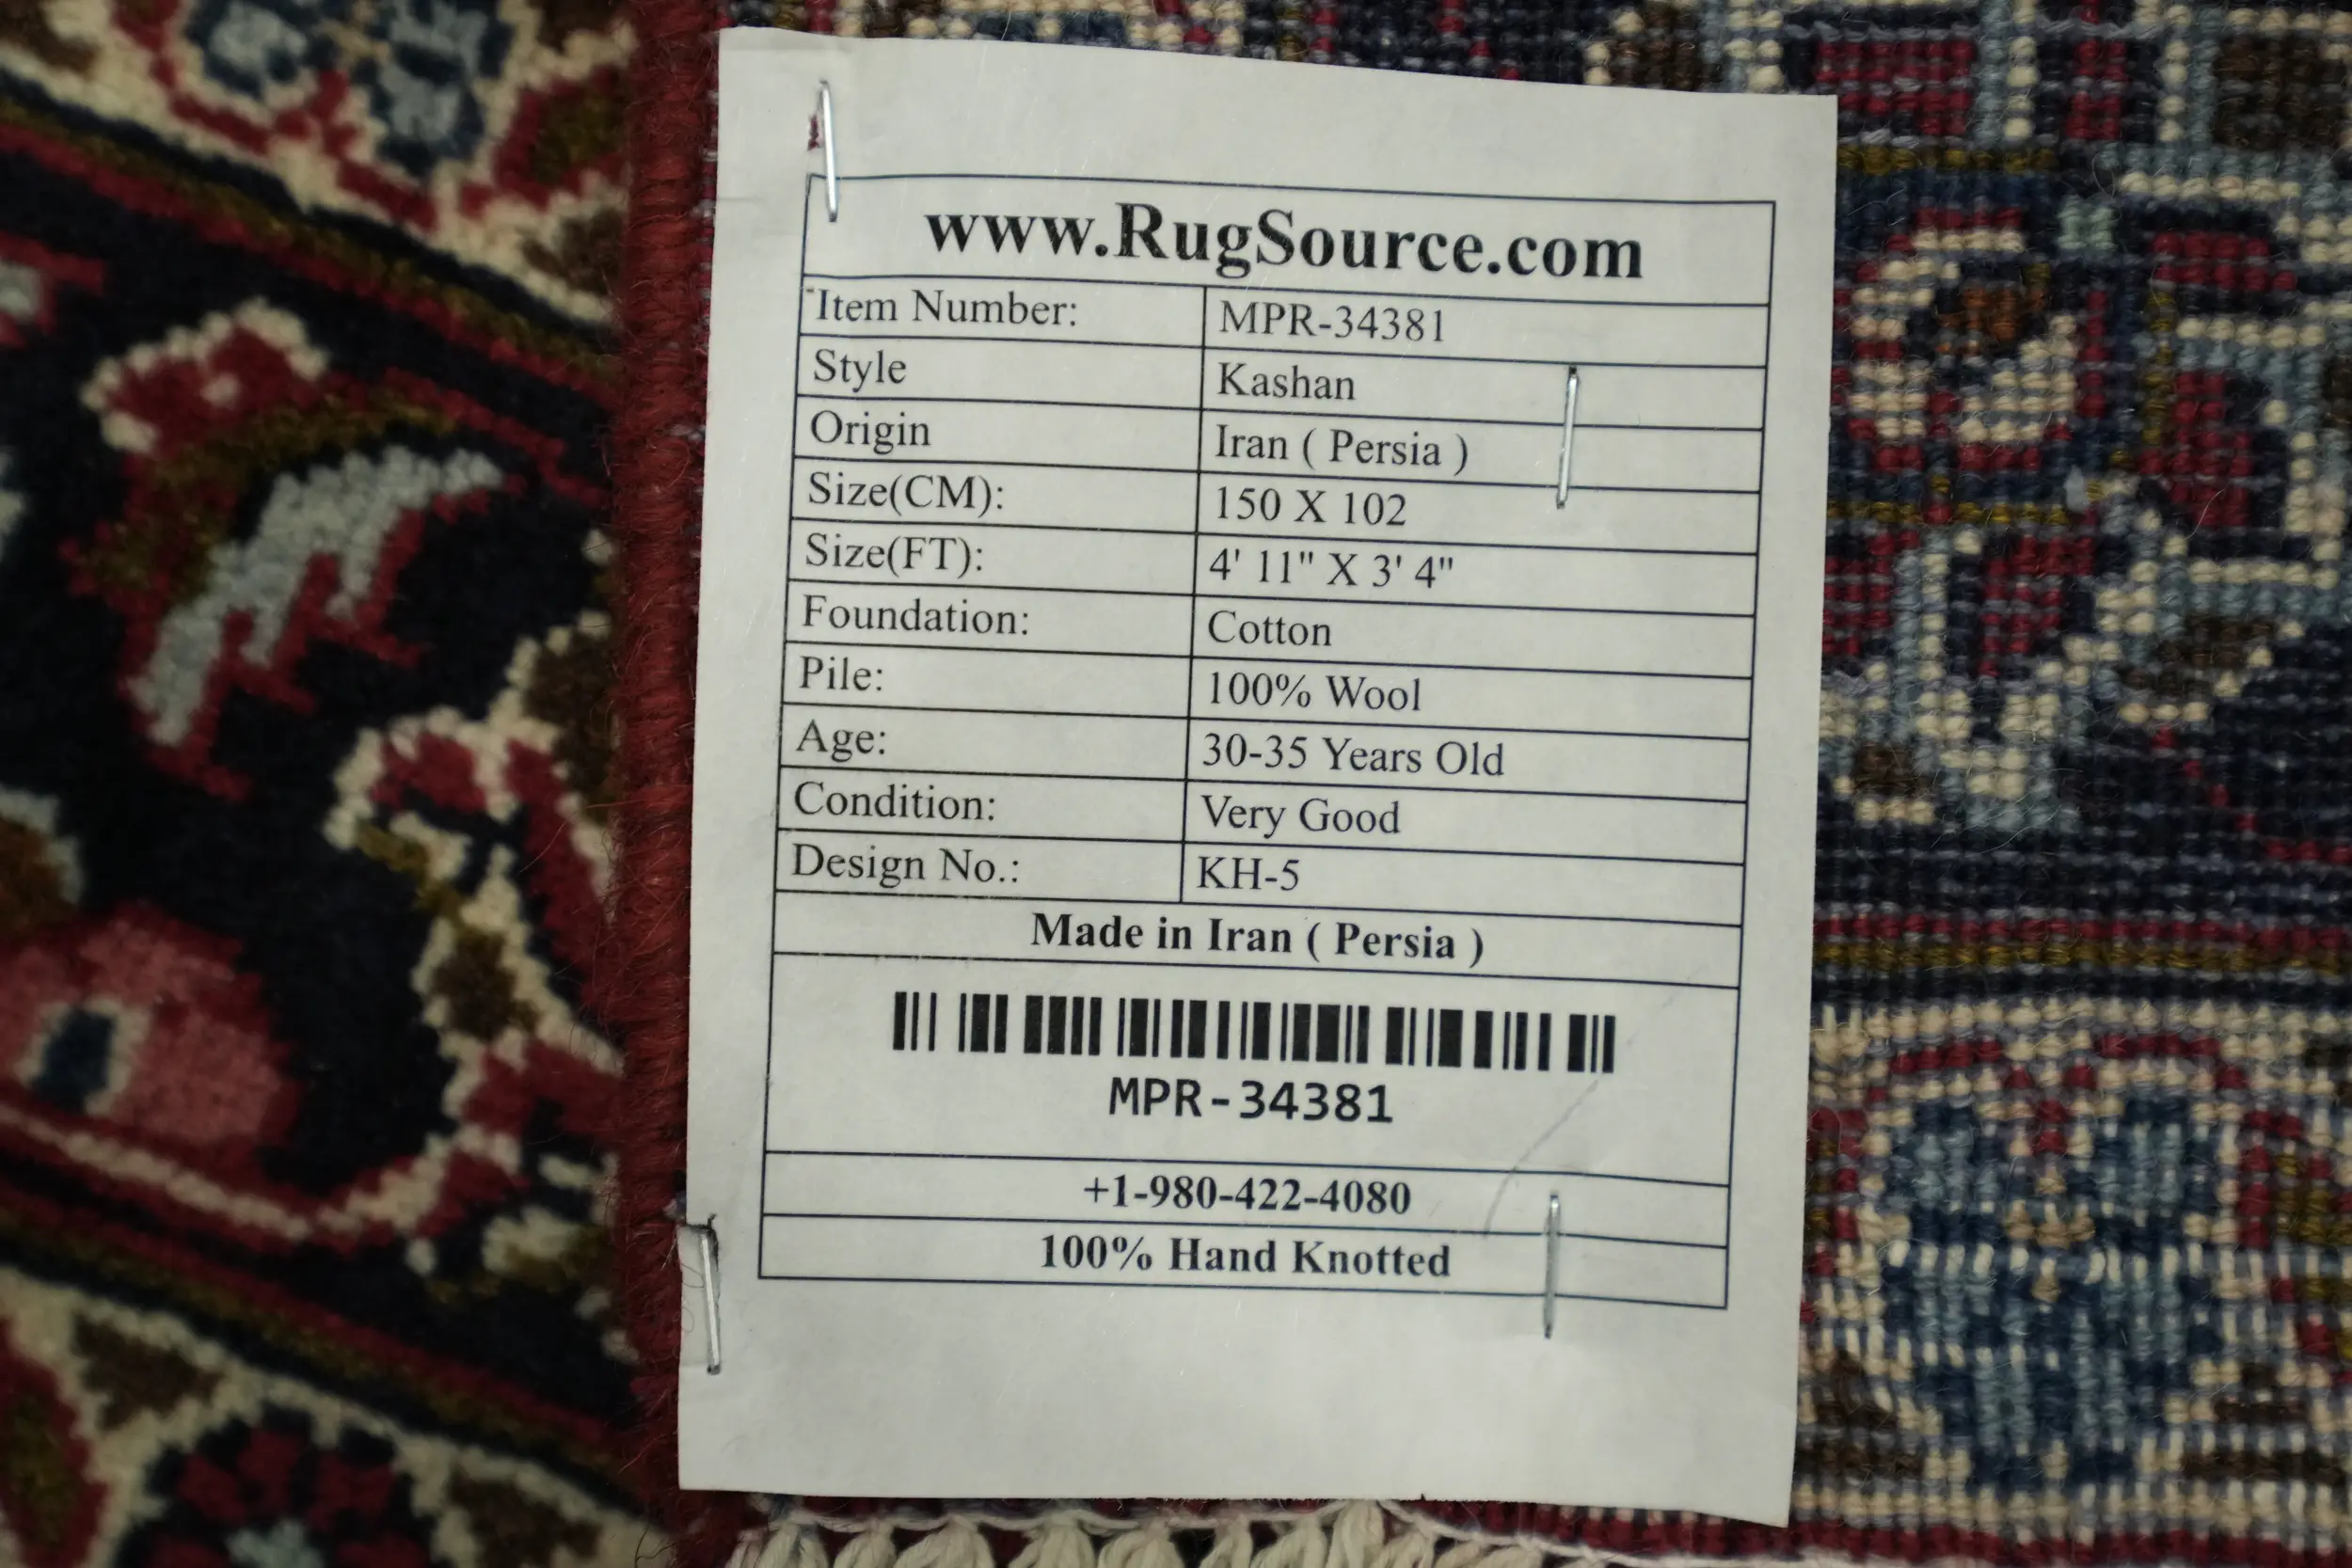 www.RugSource.com
Item Number: MPR-34381
Style Kashan
Origin Iran ( Persia )
Size(CM): 150 X 102
Size(FT): 4' 11" X 3' 4"
Foundation: Cotton
Pile: 100% Wool
Age: 30-35 Years Old
Condition: Very Good
Design No.: KH-5
Made in Iran ( Persia )
MPR-34381
+1-980-422-4080
100% Hand Knotted